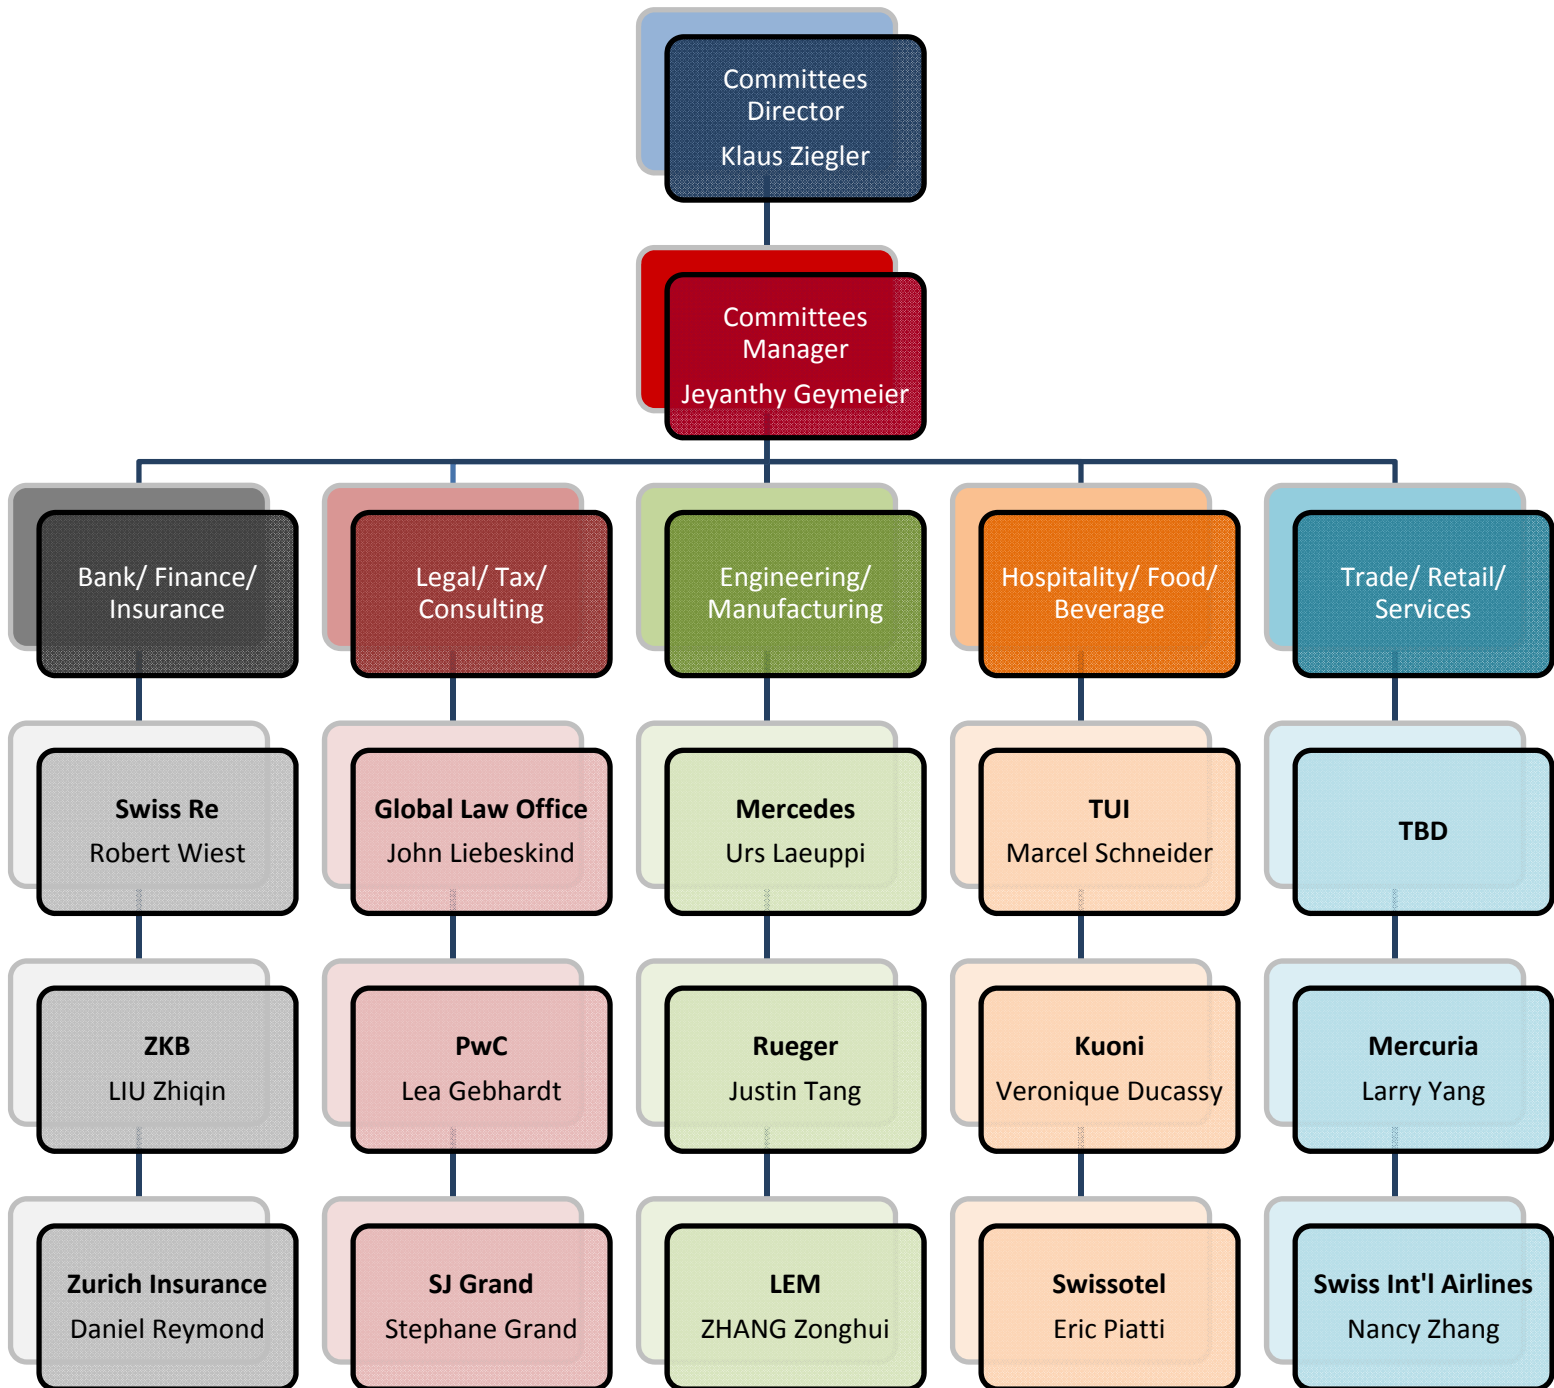 Committees
Director
Klaus Ziegler
Committees
Manager
Jeyanthy Geymeier
Bank/ Finance/
Insurance
Legal/ Tax/
Consulting
Engineering/
Manufacturing
Hospitality/ Food/
Beverage
Trade/ Retail/
Services
Swiss Re
Robert Wiest
Global Law Office
John Liebeskind
Mercedes
Urs Laeuppi
TUI
Marcel Schneider
TBD
ZKB
LIU Zhiqin
PwC
Lea Gebhardt
Rueger
Justin Tang
Kuoni
Veronique Ducassy
Mercuria
Larry Yang
Zurich Insurance
Daniel Reymond
SJ Grand
Stephane Grand
LEM
ZHANG Zonghui
Swissotel
Eric Piatti
Swiss Int'l Airlines
Nancy Zhang